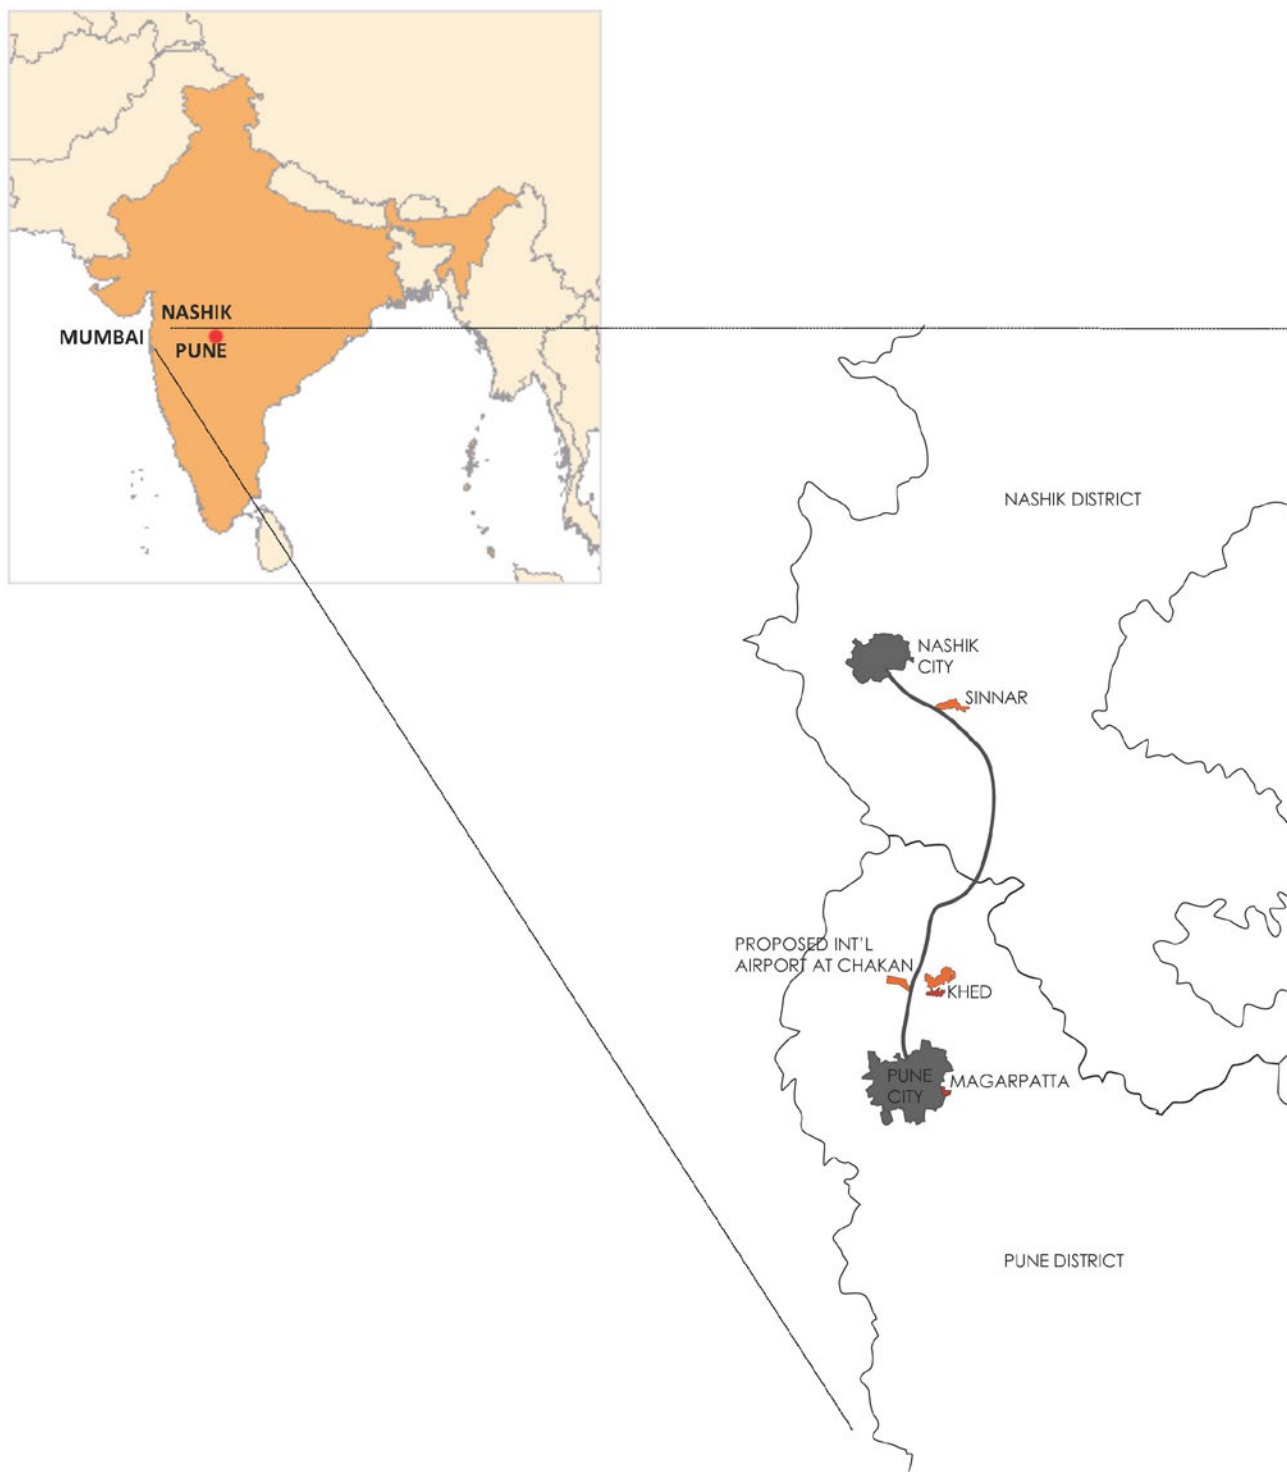 NASHIK
MUMBAI
PUNE
NASHIK DISTRICT
NASHIK
CITY
SINNAR
PROPOSED INT'L
AIRPORT AT CHAKAN
KHED
PUNE
CITY
MAGARPATTA
PUNE DISTRICT